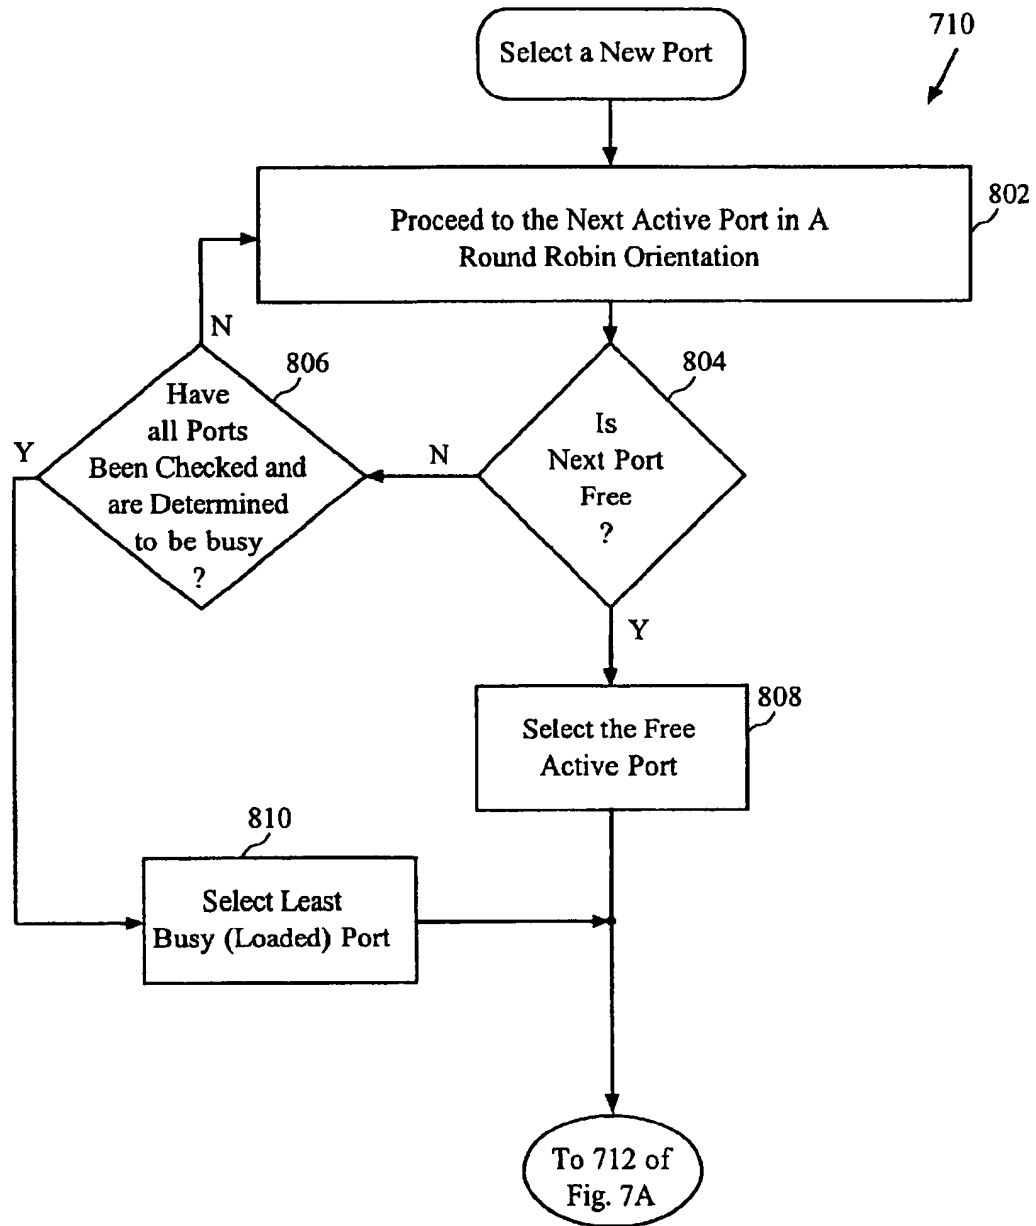 710
Select a New Port
802
Proceed to the Next Active Port in A
Round Robin Orientation
N
806
804
Have
all Ports
Been Checked and
are Determined
to be busy
?
Y
N
Is
Next Port
Free
?
Y
808
Select the Free
Active Port
810
Select Least
Busy (Loaded) Port
To 712 of
Fig. 7A